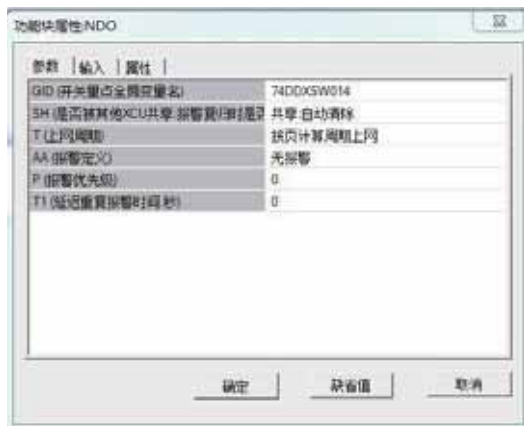 功能块属性:NDO
参数 输入 属性
GID (开关量点全局变量名) 74DDXSW014
SH (是否被其他XCU共享.报警复归时是否 共享.自动清除
T (上网周期) 按页计算周期上网
AA (报警定义) 无报警
P (报警优先级) 0
T1 (延迟重复报警时间.秒) 0
确定 缺省值 取消